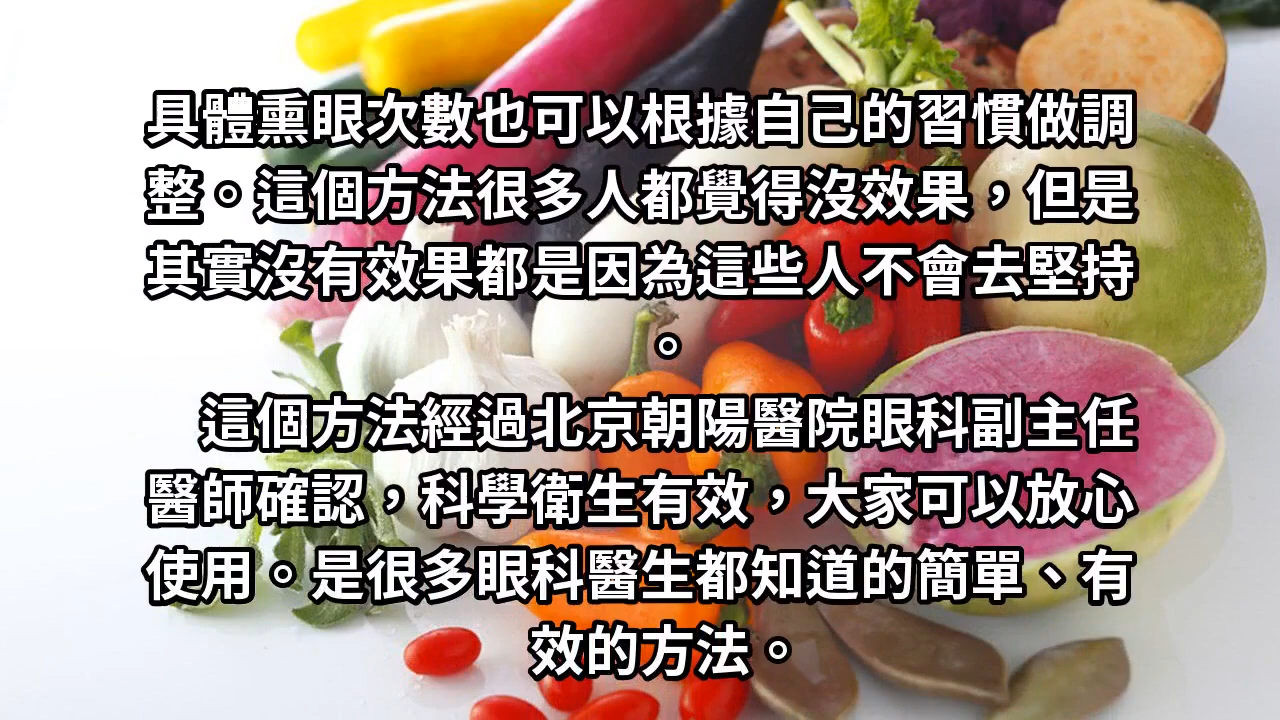 具體熏眼次數也可以根據自己的習慣做調
整。這個方法很多人都覺得沒效果，但是
其實沒有效果都是因為這些人不會去堅持
。
這個方法經過北京朝陽醫院眼科副主任
醫師確認，科學衛生有效，大家可以放心
使用。是很多眼科醫生都知道的簡單、有
效的方法。